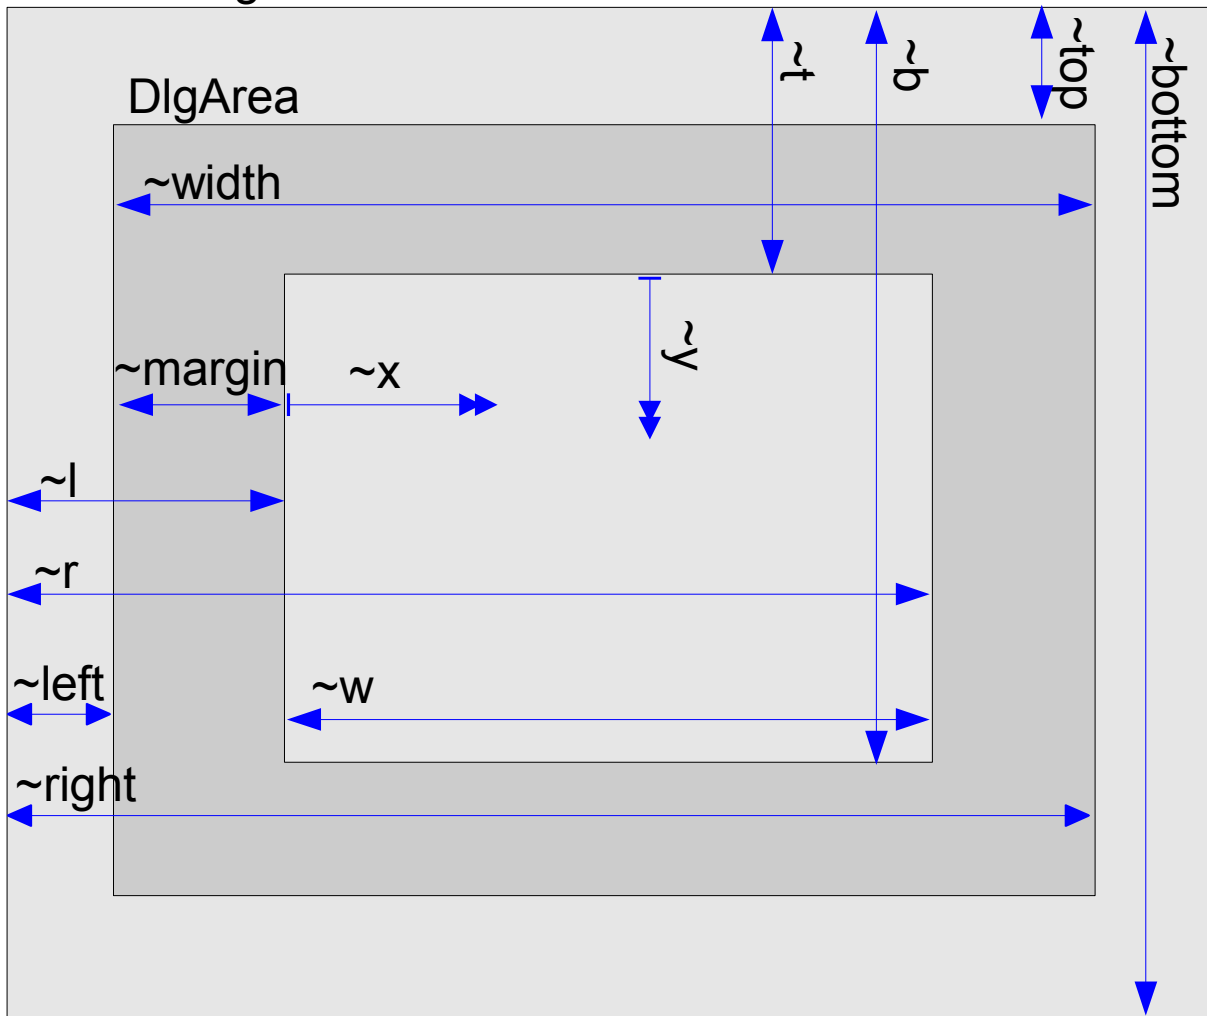 ~t
~b
~top
~bottom
DlgArea
~width
~y
~margin
~x
~l
~r
~left
~w
~right